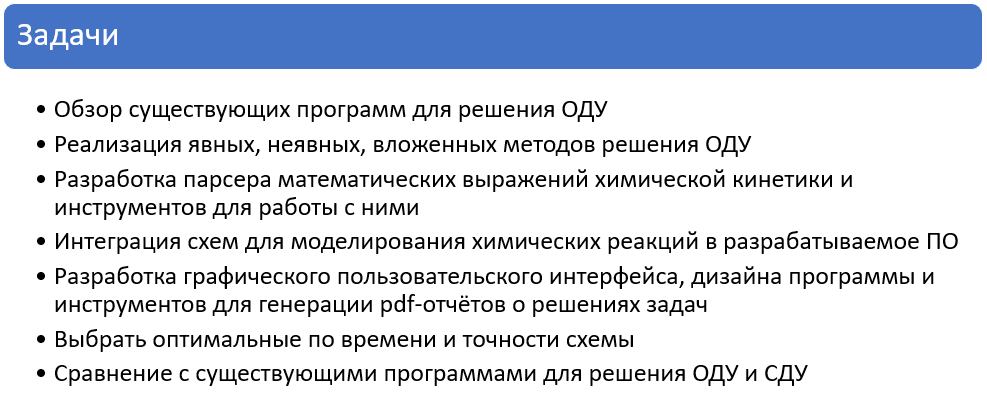 Задачи
• Обзор существующих программ для решения ОДУ
• Реализация явных, неявных, вложенных методов решения ОДУ
• Разработка парсера математических выражений химической кинетики и
инструментов для работы с ними
• Интеграция схем для моделирования химических реакций в разрабатываемое ПО
• Разработка графического пользовательского интерфейса, дизайна программы и
инструментов для генерации pdf-отчётов о решениях задач
• Выбрать оптимальные по времени и точности схемы
• Сравнение с существующими программами для решения ОДУ и СДУ